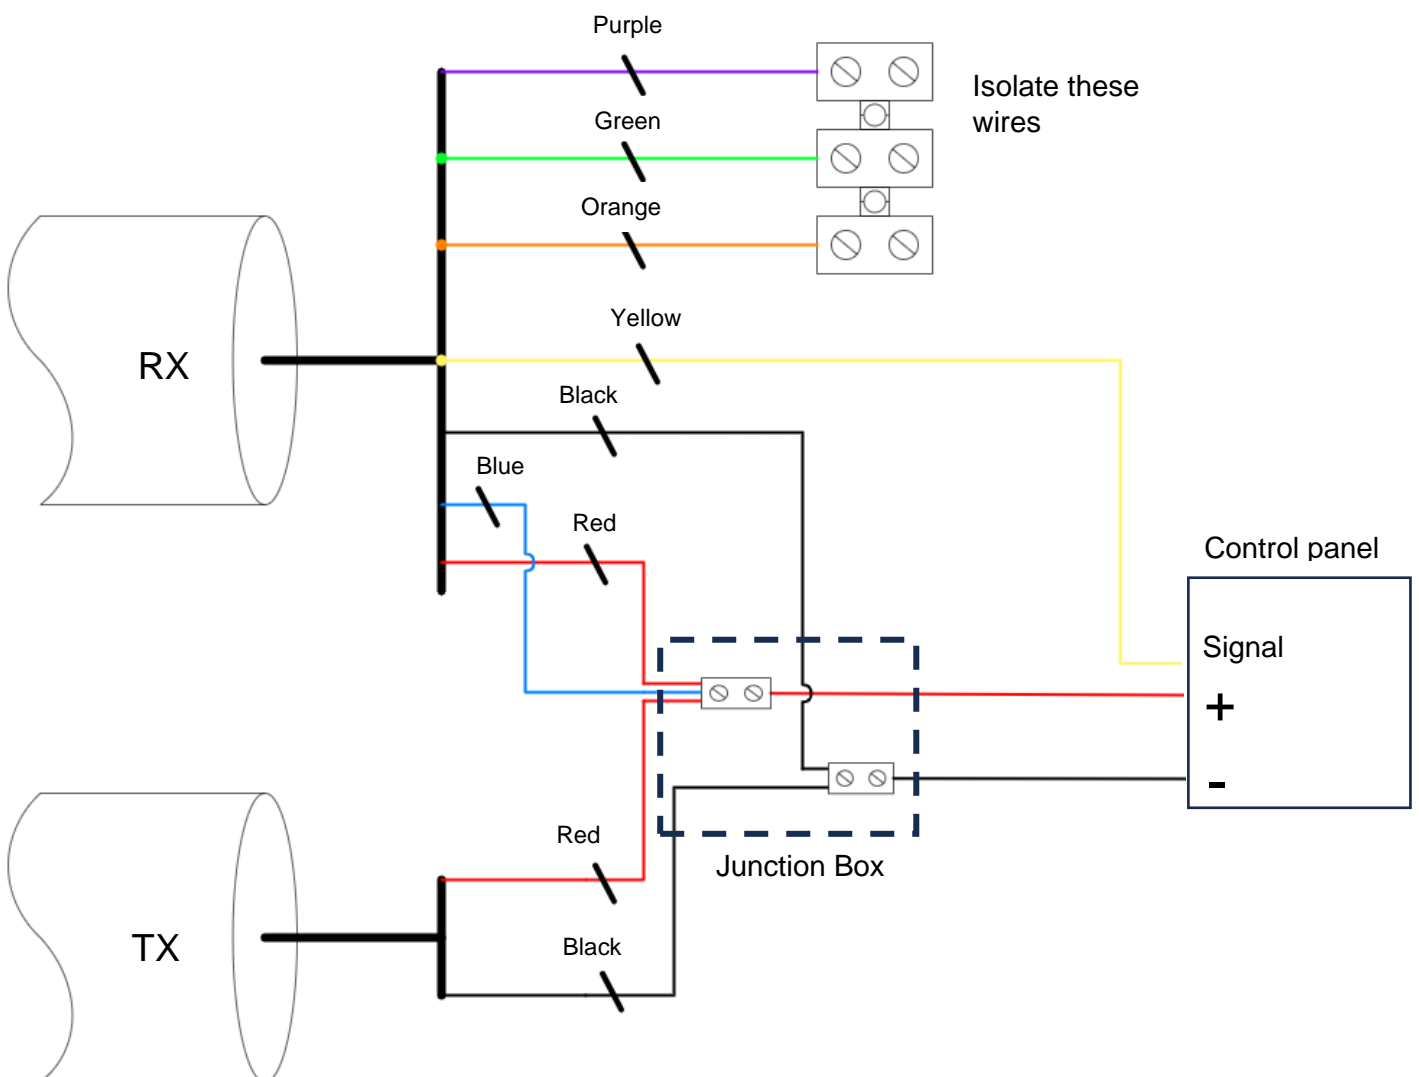 Purple
Isolate these
wires
Green
Orange
Yellow
RX
Black
Blue
Red
Control panel
Signal
+
-
Red
Junction Box
TX
Black